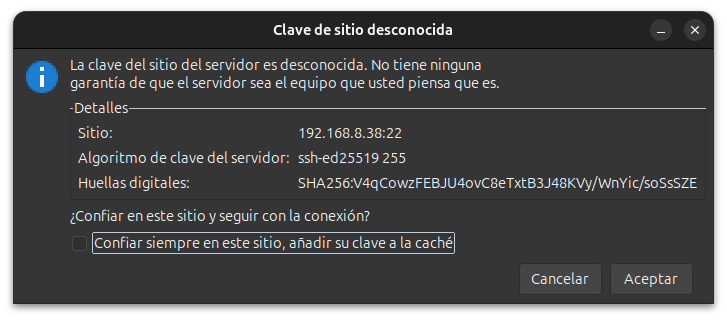 Clave de sitio desconocida
La clave del sitio del servidor es desconocida. No tiene ninguna
garantía de que el servidor sea el equipo que usted piensa que es.
Detalles
Sitio: 192.168.8.38:22
Algoritmo de clave del servidor: ssh-ed25519 255
Huellas digitales: SHA256:V4qCowzFEBJU4ovC8eTxtB3J48KVy/WnYic/soSsSZE
¿Confiar en este sitio y seguir con la conexión?
Confiar siempre en este sitio, añadir su clave a la caché
Cancelar Aceptar